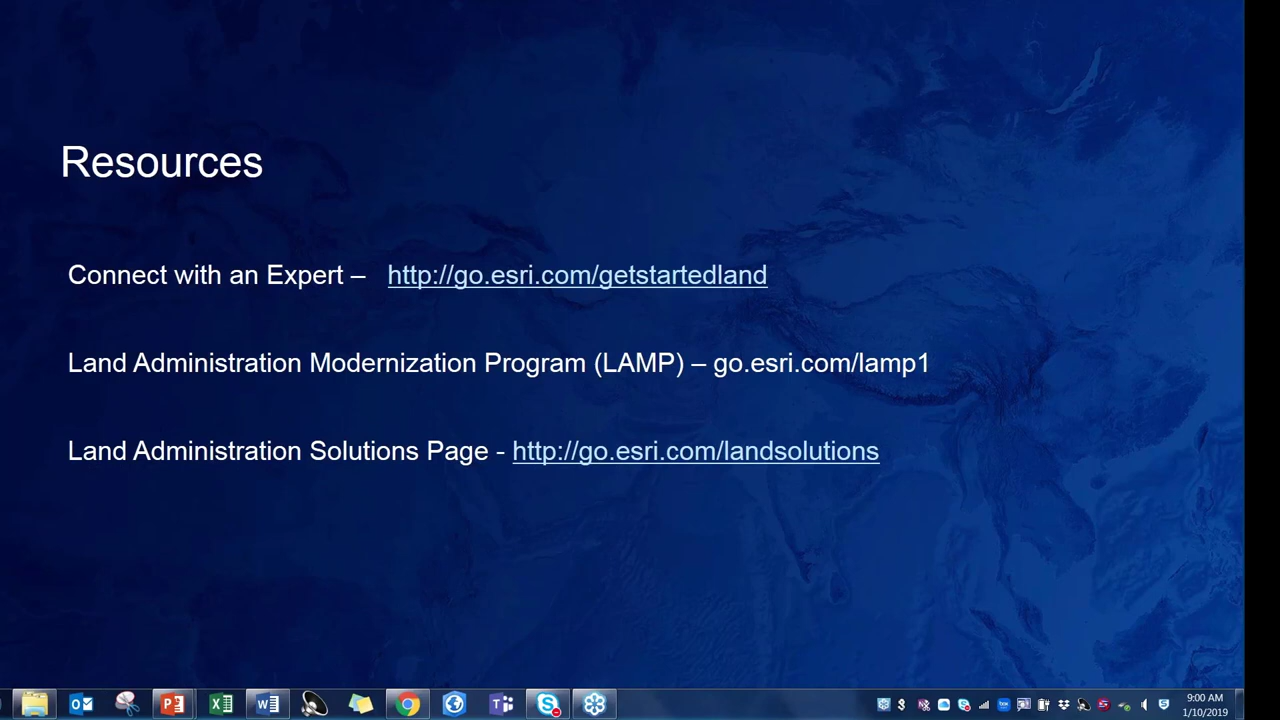 Resources
Connect with an Expert – http://go.esri.com/getstartedland
Land Administration Modernization Program (LAMP) – go.esri.com/lamp1
Land Administration Solutions Page - http://go.esri.com/landsolutions
9:00 AM
1/10/2019